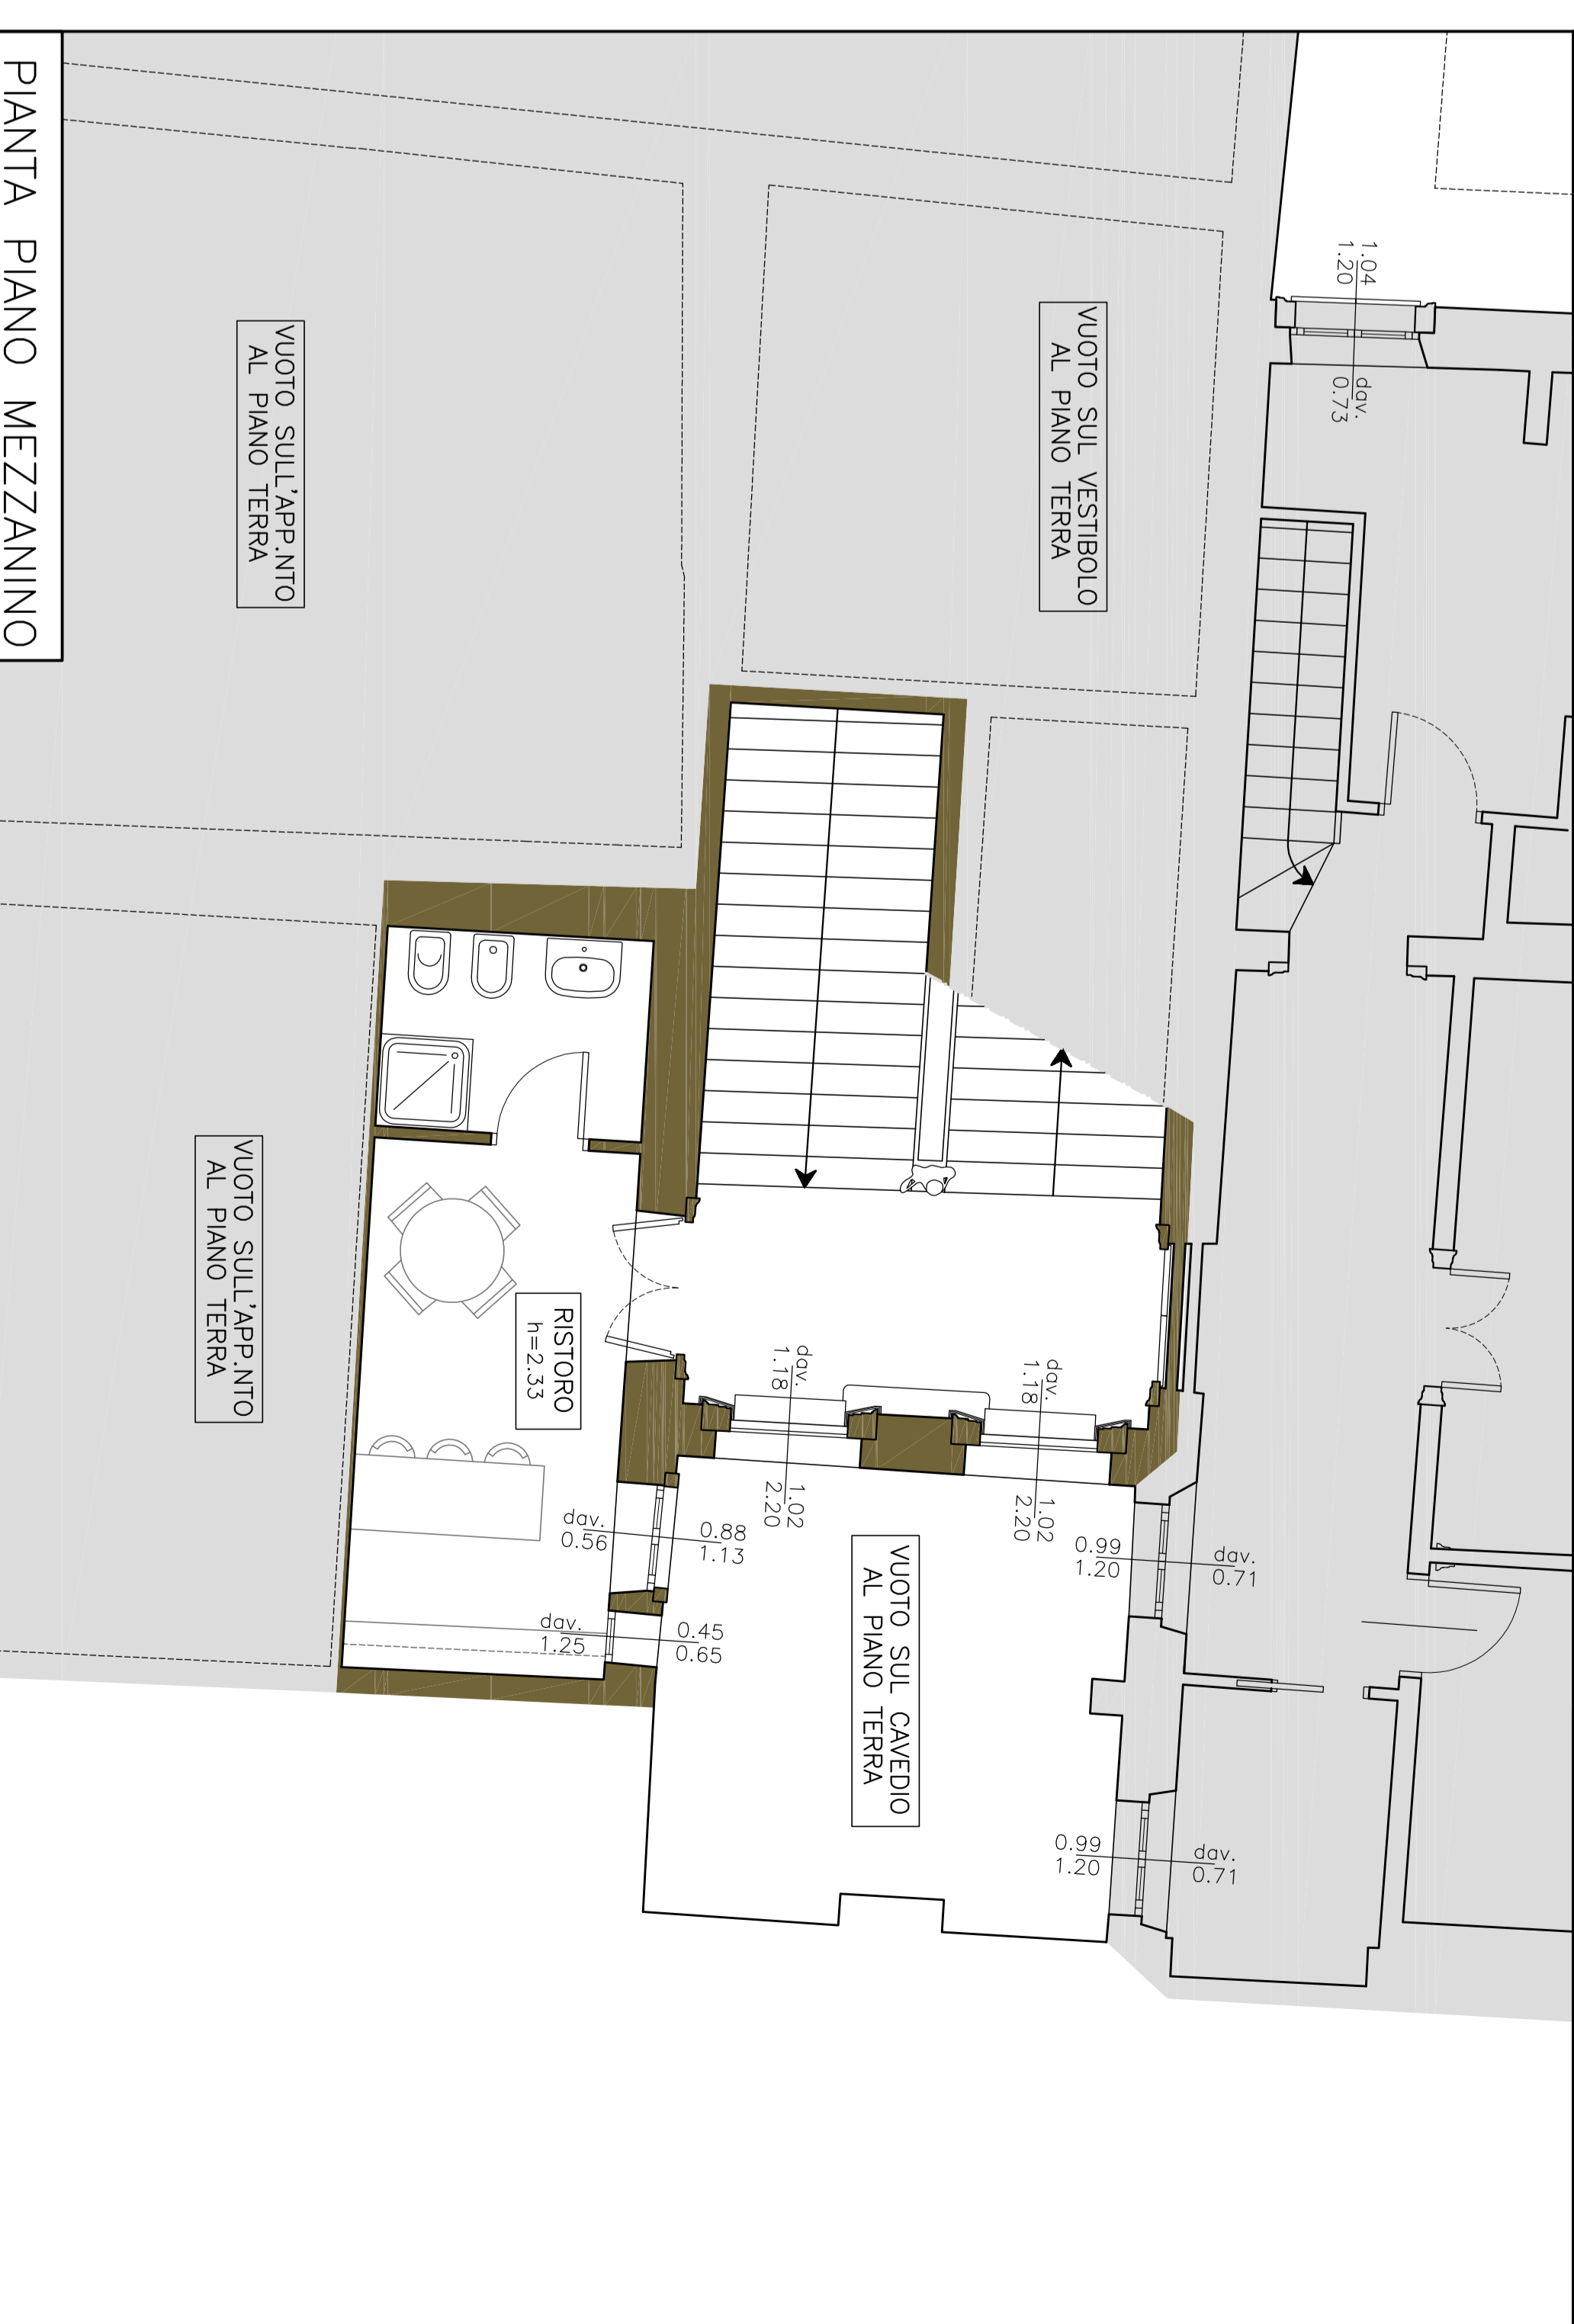 PIANTA PIANO MEZZANINO
1.04
1.20
dav.
0.73
VUOTO SUL VESTIBOLO
AL PIANO TERRA
VUOTO SULL'APP.NTO
AL PIANO TERRA
VUOTO SULL'APP.NTO
AL PIANO TERRA
RISTORO
h=2.33
dav.
1.18
1.02
2.20
dav.
1.18
1.02
2.20
VUOTO SUL CAVEDIO
AL PIANO TERRA
dav.
0.56
0.88
1.13
dav.
1.25
0.45
0.65
0.99
1.20
dav.
0.71
0.99
1.20
dav.
0.71